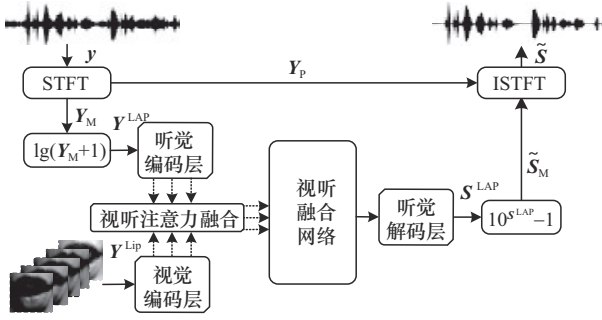 y
S̃
STFT
Y_P
ISTFT
Y_M
Y^LAP
lg(Y_M+1)
听觉
编码层
视听
融合
网络
S̃_M
S^LAP
听觉
解码层
10^{S^LAP}−1
视听注意力融合
Y^Lip
视觉
编码层